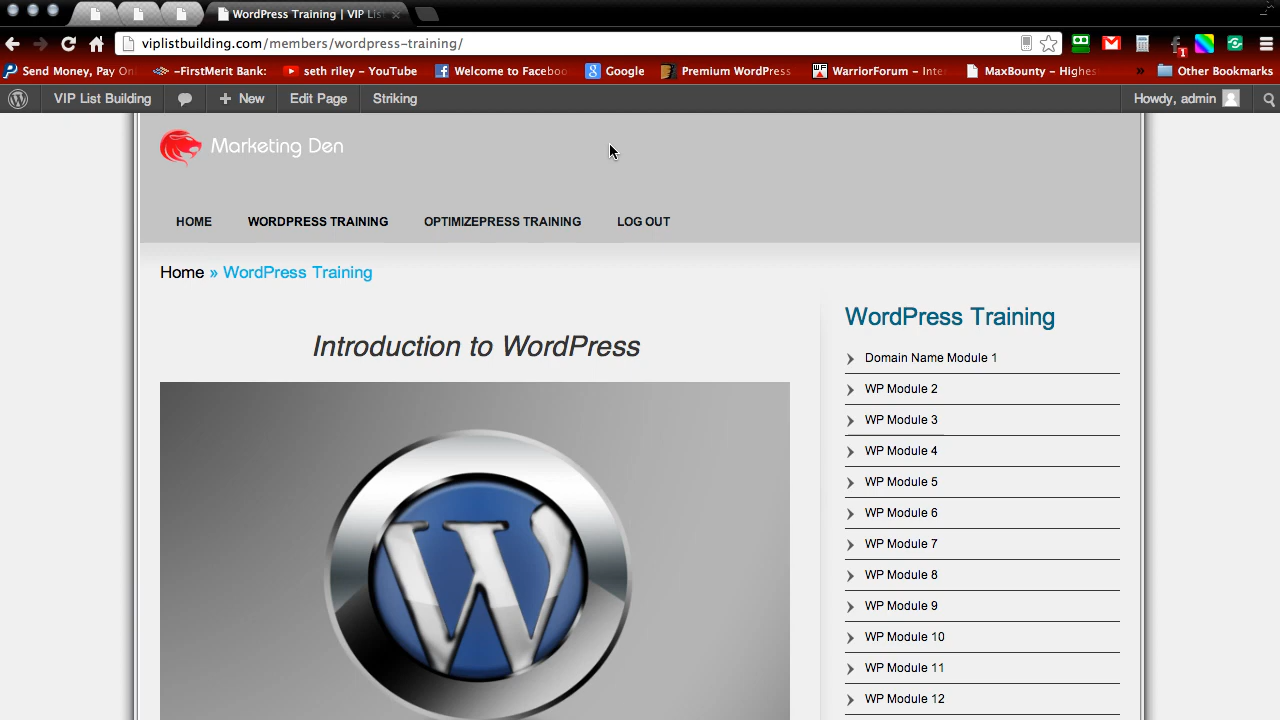 WordPress Training | VIP Lis
viplistbuilding.com/members/wordpress-training/
1
Send Money, Pay On
–FirstMerit Bank:
seth riley – YouTube
Welcome to Faceboo
Google
Premium WordPress
WarriorForum – Inte
MaxBounty – Highes
»
Other Bookmarks
VIP List Building
+ New
Edit Page
Striking
Howdy, admin
Marketing Den
HOME
WORDPRESS TRAINING
OPTIMIZEPRESS TRAINING
LOG OUT
Home » WordPress Training
Introduction to WordPress
W
WordPress Training
Domain Name Module 1
WP Module 2
WP Module 3
WP Module 4
WP Module 5
WP Module 6
WP Module 7
WP Module 8
WP Module 9
WP Module 10
WP Module 11
WP Module 12